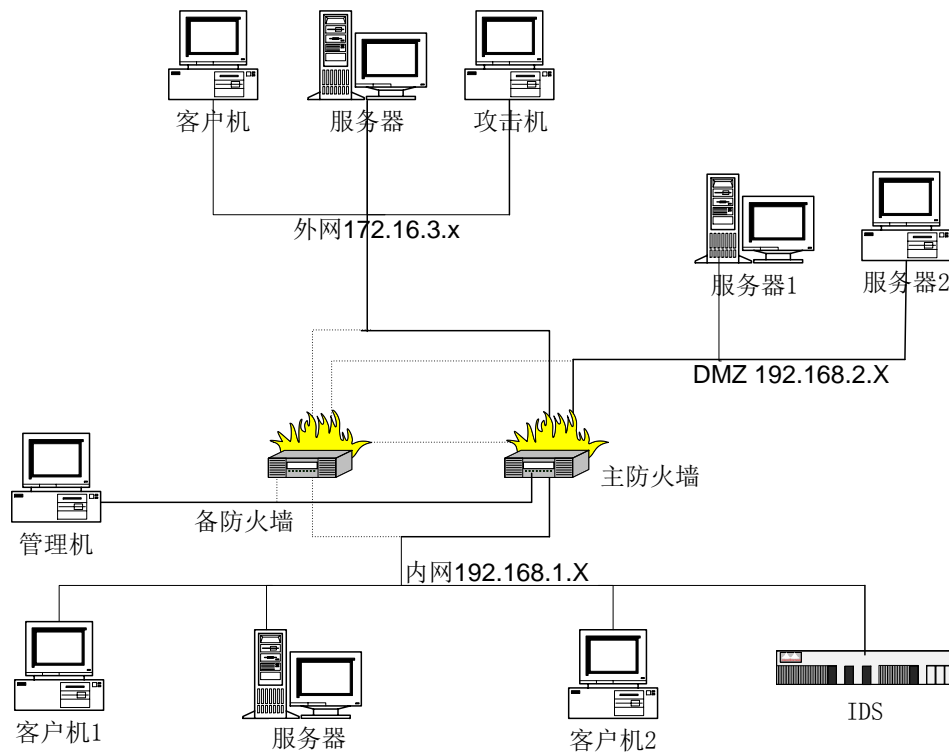 客户机
服务器
攻击机
外网172.16.3.x
服务器1
服务器2
DMZ 192.168.2.X
主防火墙
备防火墙
管理机
内网192.168.1.X
客户机1
服务器
客户机2
IDS